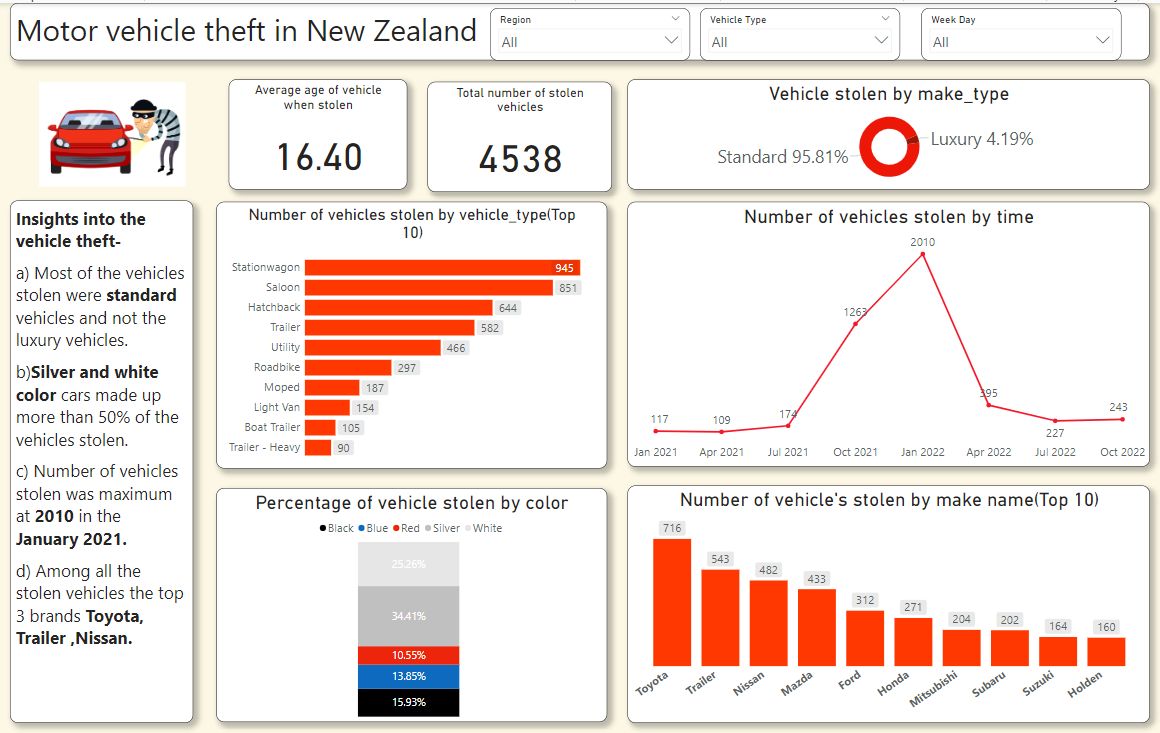 Motor vehicle theft in New Zealand
Region
All
Vehicle Type
All
Week Day
All
Average age of vehicle
when stolen
16.40
Total number of stolen
vehicles
4538
Vehicle stolen by make_type
Standard 95.81%
Luxury 4.19%
Insights into the
vehicle theft-
a) Most of the vehicles
stolen were standard
vehicles and not the
luxury vehicles.
b)Silver and white
color cars made up
more than 50% of the
vehicles stolen.
c) Number of vehicles
stolen was maximum
at 2010 in the
January 2021.
d) Among all the
stolen vehicles the top
3 brands Toyota,
Trailer ,Nissan.
Number of vehicles stolen by vehicle_type(Top
10)
Stationwagon 945
Saloon 851
Hatchback 644
Trailer 582
Utility 466
Roadbike 297
Moped 187
Light Van 154
Boat Trailer 105
Trailer - Heavy 90
Number of vehicles stolen by time
117 109 174 1263 2010 395 227 243
Jan 2021 Apr 2021 Jul 2021 Oct 2021 Jan 2022 Apr 2022 Jul 2022 Oct 2022
Percentage of vehicle stolen by color
Black Blue Red Silver White
25.26%
34.41%
10.55%
13.85%
15.93%
Number of vehicle's stolen by make name(Top 10)
716 543 482 433 312 271 204 202 164 160
Toyota Trailer Nissan Mazda Ford Honda Mitsubishi Subaru Suzuki Holden